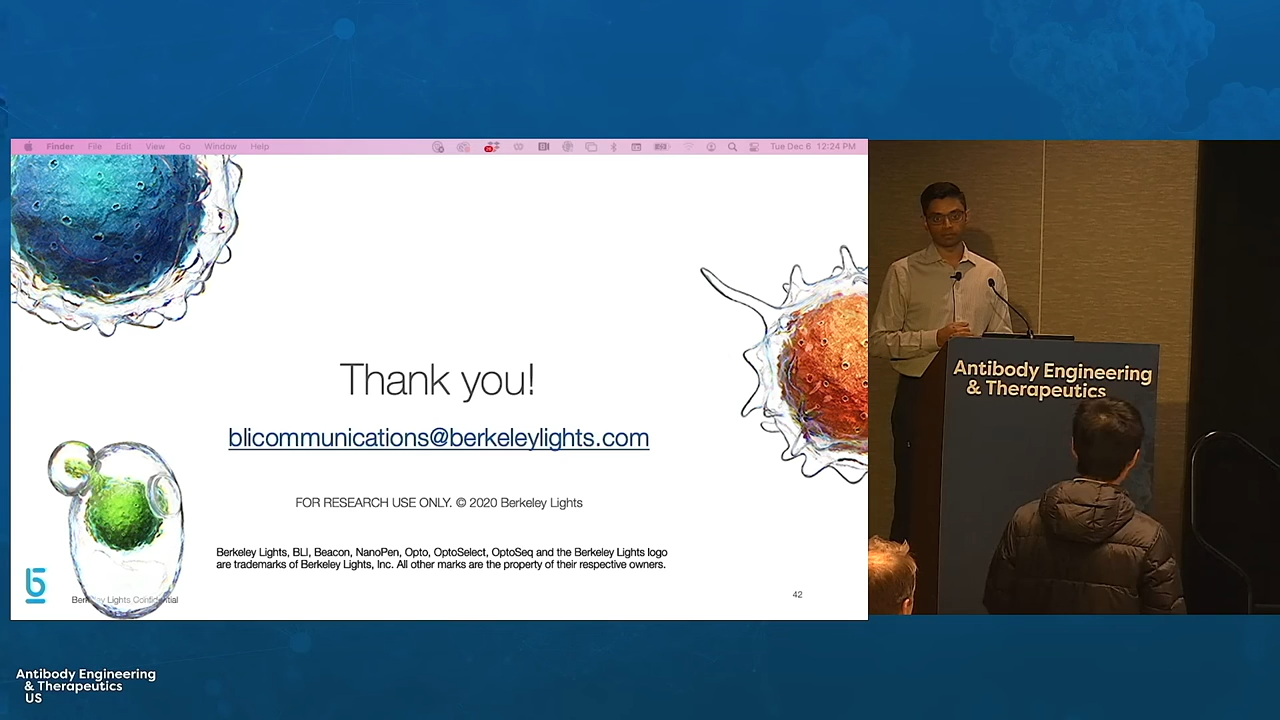 Finder File Edit View Go Window Help Tue Dec 6 12:24 PM
Thank you!
blicommunications@berkeleylights.com
FOR RESEARCH USE ONLY. © 2020 Berkeley Lights
Berkeley Lights, BLI, Beacon, NanoPen, Opto, OptoSelect, OptoSeq and the Berkeley Lights logo
are trademarks of Berkeley Lights, Inc. All other marks are the property of their respective owners.
Berkeley Lights Confidential
42
Antibody Engineering
& Therapeutics
Antibody Engineering
& Therapeutics
US